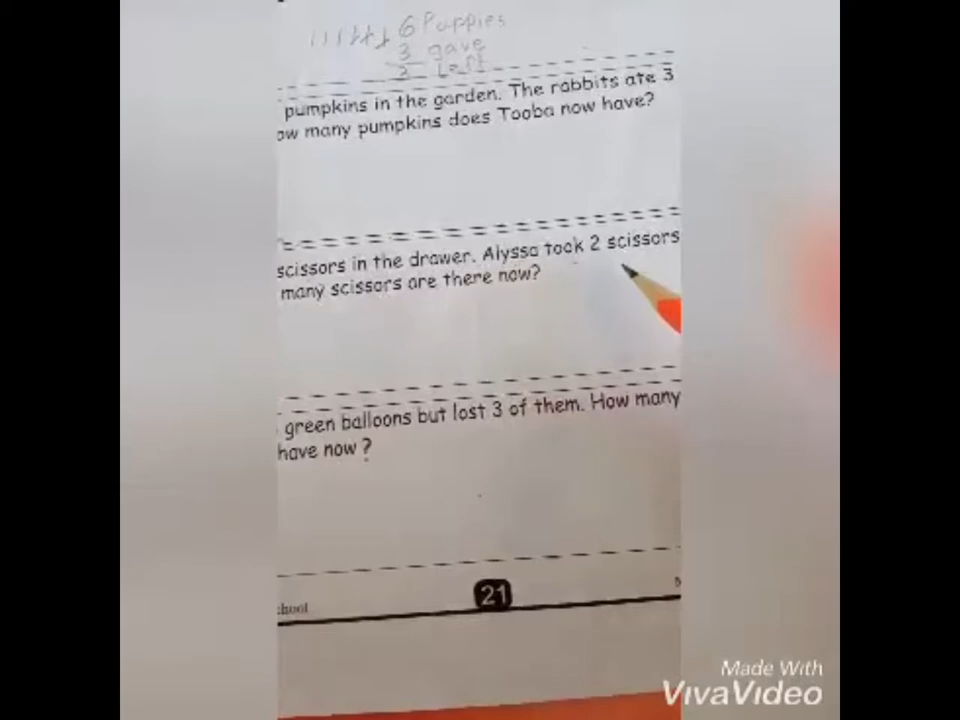 6 Puppies
3 gave
Left
pumpkins in the garden. The rabbits ate 3
ow many pumpkins does Tooba now have?
scissors in the drawer. Alyssa took 2 scissors
many scissors are there now?
green balloons but lost 3 of them. How many
have now ?
21
chool
Made With
VivaVideo